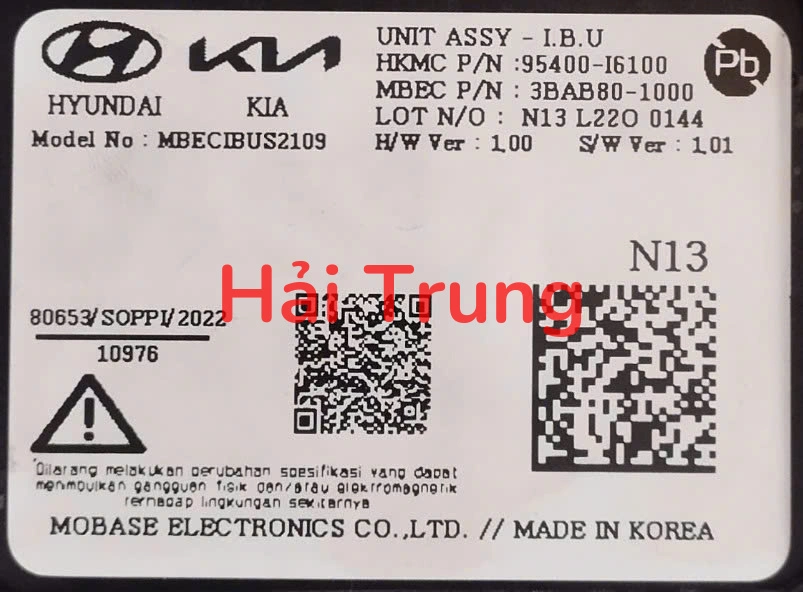 UNIT ASSY - I.B.U
HKMC P/N :95400-I6100
MBEC P/N : 3BAB80-1000
LOT N/O : N13 L22O 0144
H/W Ver : 1.00 S/W Ver : 1.01
Pb
KIA
HYUNDAI KIA
Model No : MBECIBUS2109
N13
Hải Trung
80653/SOPPI/2022
10976
"Dilarang melakukan perubahan spesifikasi yang dapat
menimbulkan gangguan fisik dan/atau elektromagnetik
terhadap lingkungan sekitarnya
MOBASE ELECTRONICS CO.,LTD. // MADE IN KOREA